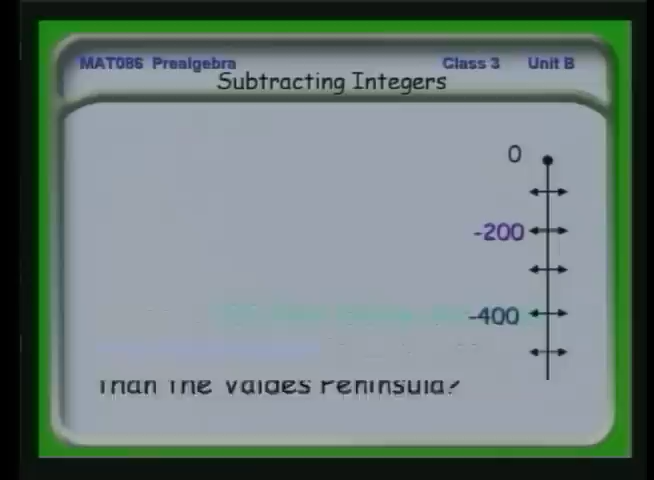 MAT086 Prealgebra Class 3 Unit B
Subtracting Integers
0
-200
-400
Than The Valdes Peninsula?